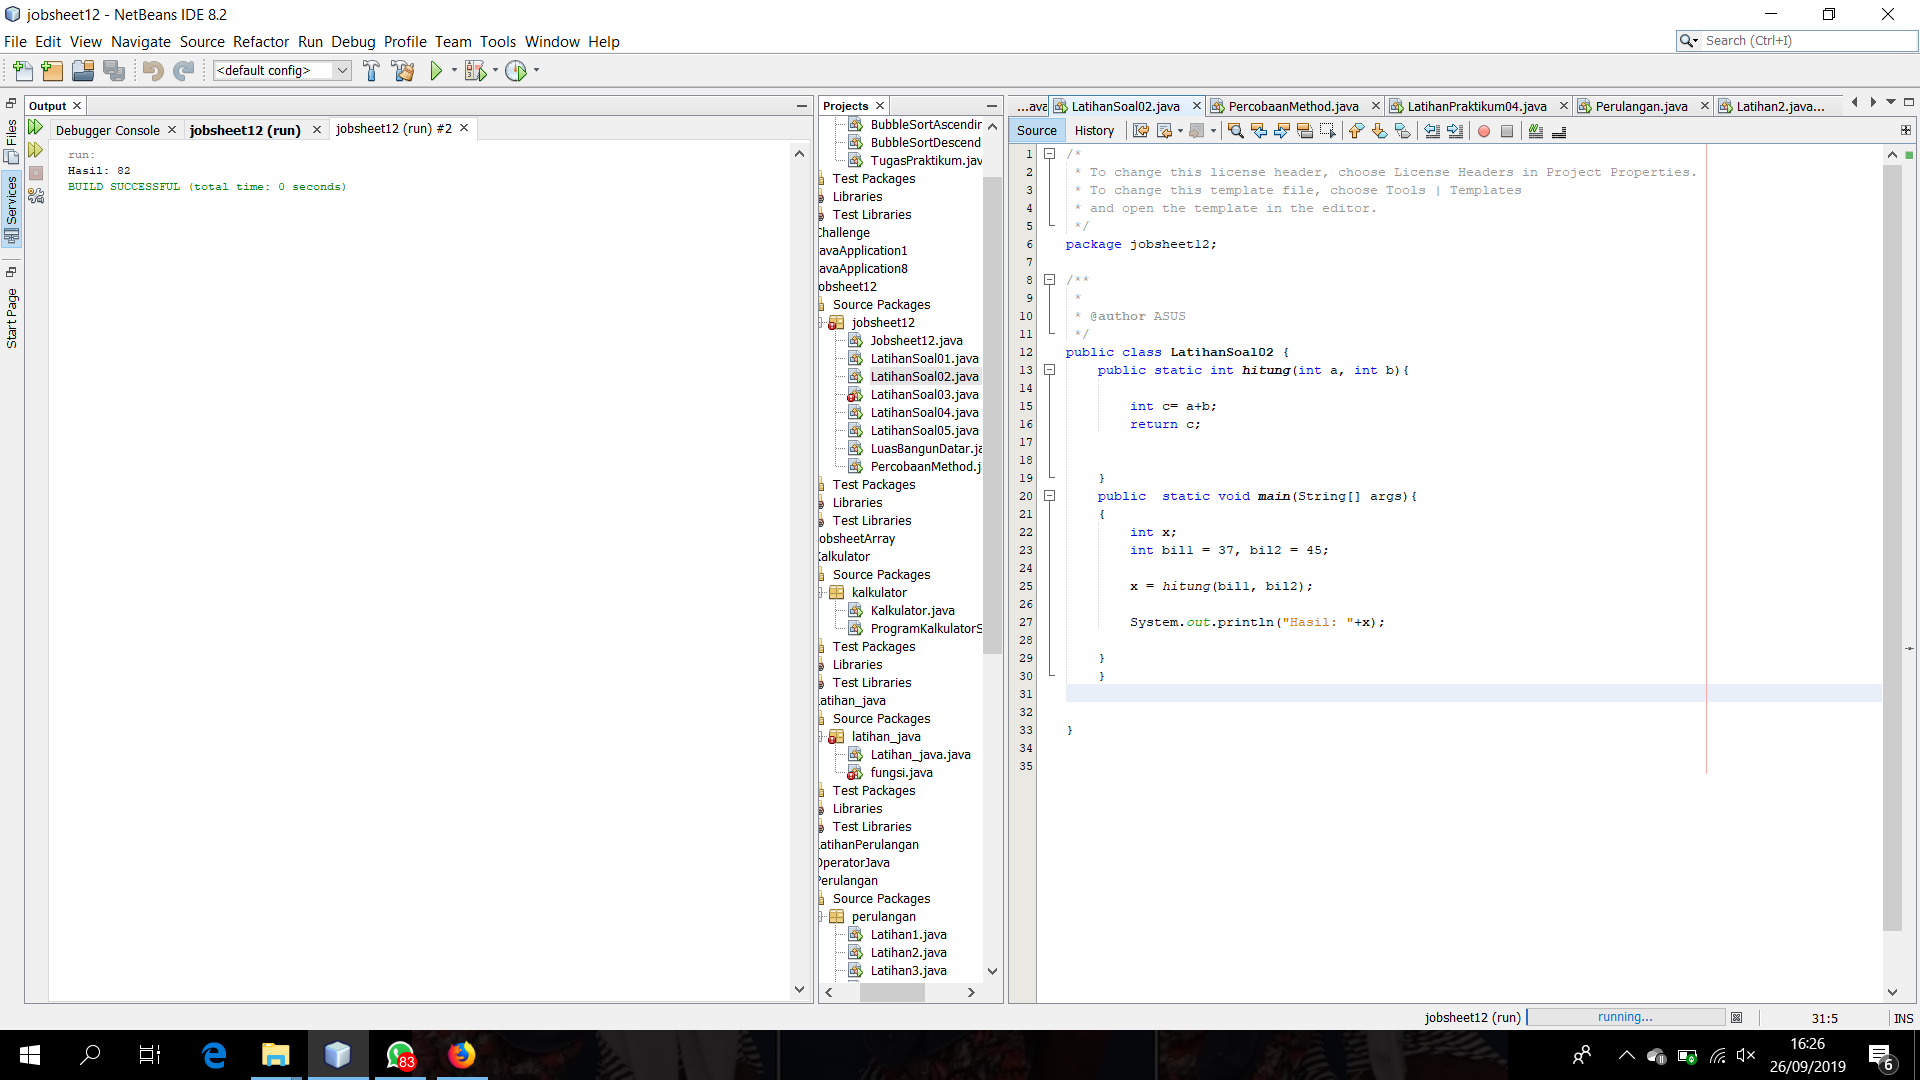 jobsheet12 - NetBeans IDE 8.2
File Edit View Navigate Source Refactor Run Debug Profile Team Tools Window Help
Search (Ctrl+I)
<default config>
Files
Services
Start Page
Output
Debugger Console
jobsheet12 (run)
jobsheet12 (run) #2
run:
Hasil: 82
BUILD SUCCESSFUL (total time: 0 seconds)
Projects
BubbleSortAscendin
BubbleSortDescend
TugasPraktikum.jav
Test Packages
Libraries
Test Libraries
Challenge
avaApplication1
avaApplication8
obsheet12
Source Packages
jobsheet12
Jobsheet12.java
LatihanSoal01.java
LatihanSoal02.java
LatihanSoal03.java
LatihanSoal04.java
LatihanSoal05.java
LuasBangunDatar.ja
PercobaanMethod.j
Test Packages
Libraries
Test Libraries
obsheetArray
Kalkulator
Source Packages
kalkulator
Kalkulator.java
ProgramKalkulatorS
Test Packages
Libraries
Test Libraries
Latihan_java
Source Packages
latihan_java
Latihan_java.java
fungsi.java
Test Packages
Libraries
Test Libraries
LatihanPerulangan
OperatorJava
Perulangan
Source Packages
perulangan
Latihan1.java
Latihan2.java
Latihan3.java
...ava
LatihanSoal02.java
PercobaanMethod.java
LatihanPraktikum04.java
Perulangan.java
Latihan2.java...
Source History
1 /*
2 * To change this license header, choose License Headers in Project Properties.
3 * To change this template file, choose Tools | Templates
4 * and open the template in the editor.
5 */
6 package jobsheet12;
7
8 /**
9 *
10 * @author ASUS
11 */
12 public class LatihanSoal02 {
13 public static int hitung(int a, int b){
14
15 int c= a+b;
16 return c;
17
18
19 }
20 public  static void main(String[] args){
21 {
22 int x;
23 int bil1 = 37, bil2 = 45;
24
25 x = hitung(bil1, bil2);
26
27 System.out.println("Hasil: "+x);
28
29 }
30 }
31
32
33 }
34
35
jobsheet12 (run)
running...
31:5
INS
83
16:26
26/09/2019
6